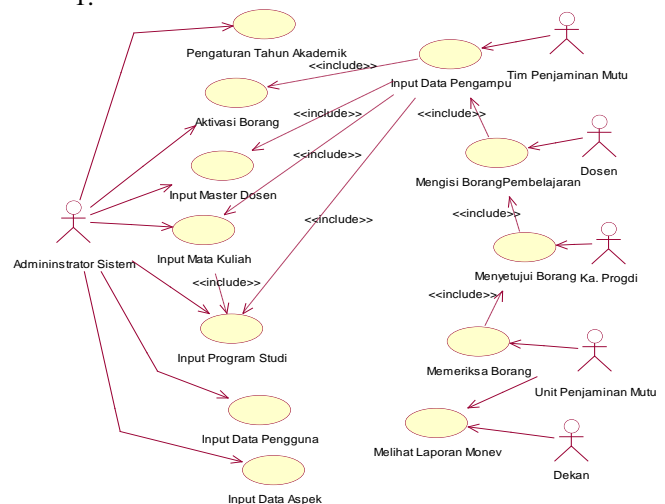 1.
Pengaturan Tahun Akademik
<<include>>
Input Data Pengampu
Tim Penjaminan Mutu
Aktivasi Borang
<<include>>
<<include>>
<<include>>
Input Master Dosen
Mengisi BorangPembelajaran
Dosen
<<include>>
<<include>>
Admininstrator Sistem
Input Mata Kuliah
<<include>>
Menyetujui Borang
Ka. Progdi
<<include>>
Input Program Studi
Memeriksa Borang
Unit Penjaminan Mutu
Input Data Pengguna
Melihat Laporan Monev
Dekan
Input Data Aspek